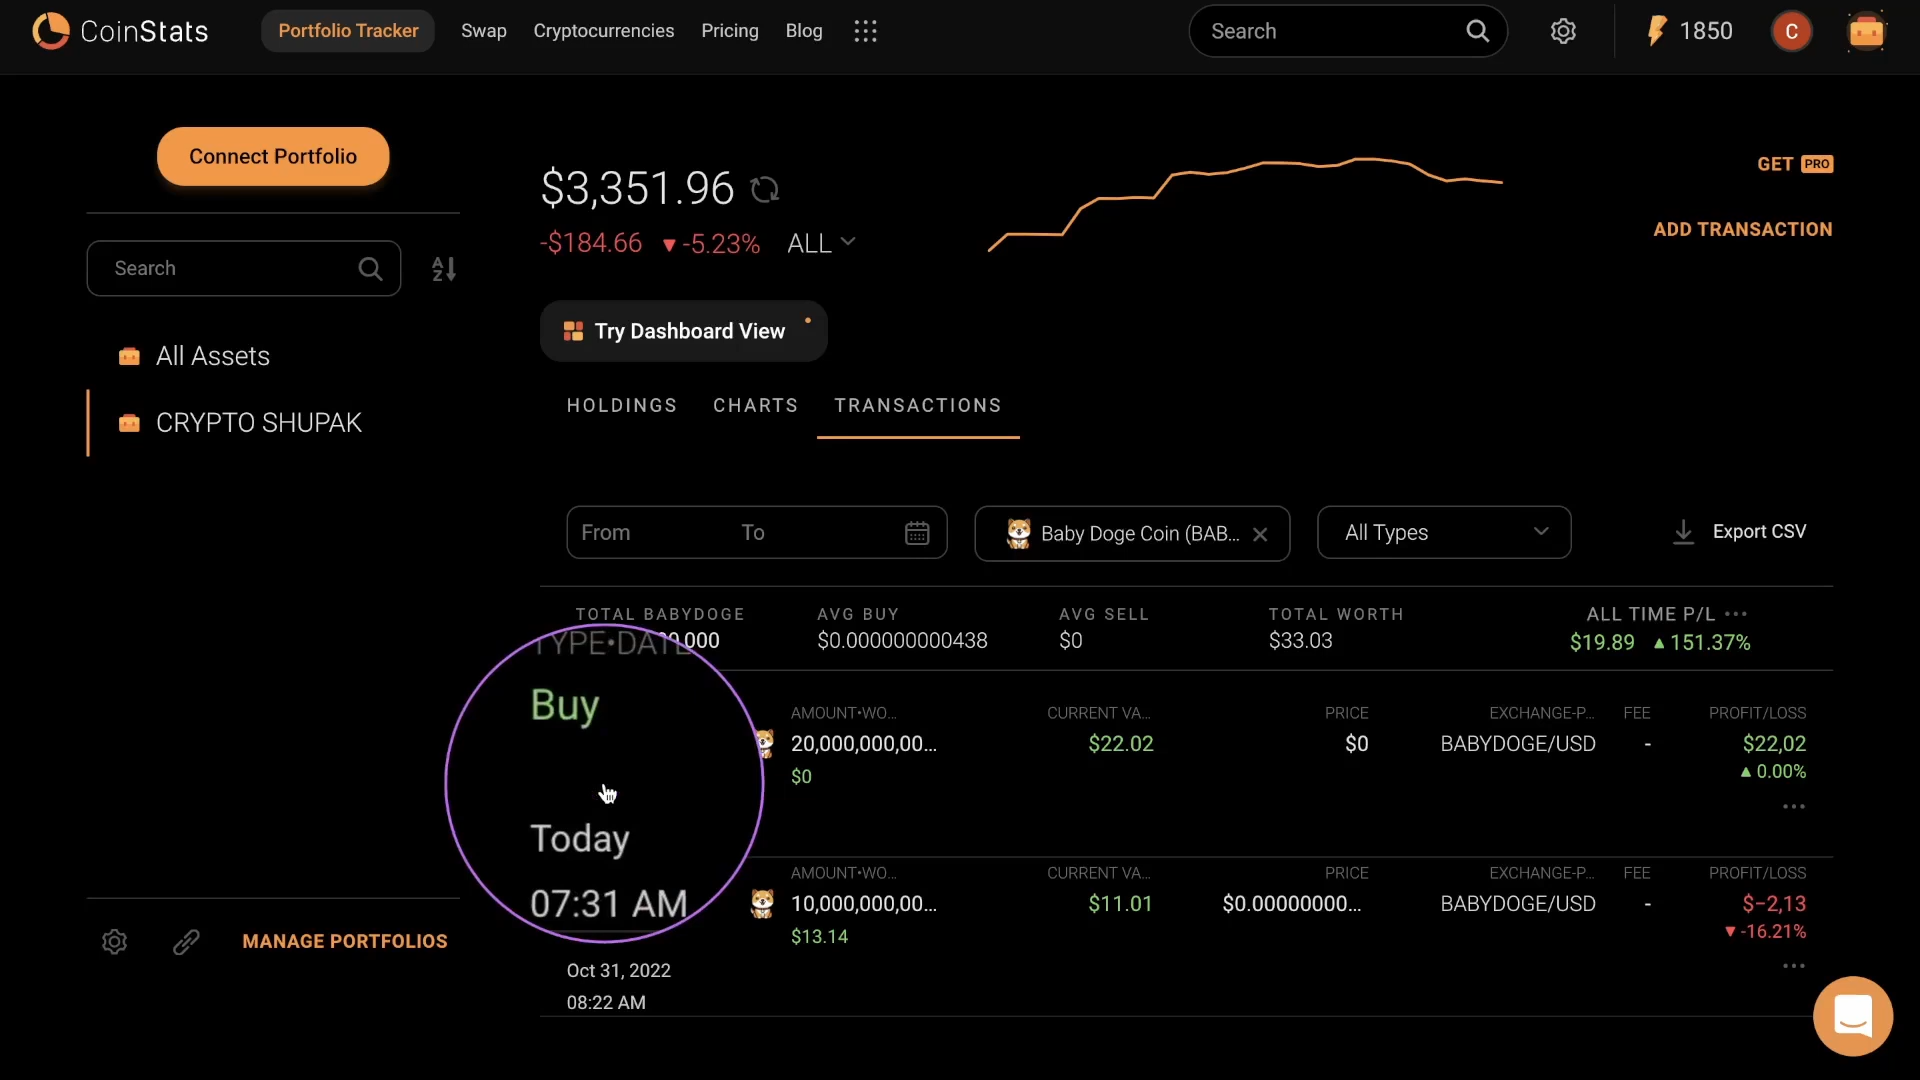 CoinStats
Portfolio Tracker
Swap
Cryptocurrencies
Pricing
Blog
Search
1850
C
Connect Portfolio
Search
A
Z
All Assets
CRYPTO SHUPAK
MANAGE PORTFOLIOS
$3,351.96
-$184.66 ▼-5.23% ALL
GET PRO
ADD TRANSACTION
Try Dashboard View
HOLDINGS
CHARTS
TRANSACTIONS
From
To
Baby Doge Coin (BAB...
All Types
Export CSV
TOTAL BABYDOGE
AVG BUY
$0.000000000438
AVG SELL
$0
TOTAL WORTH
$33.03
ALL TIME P/L
$19.89 ▲151.37%
TYPE•DATE
Buy
Today
07:31 AM
AMOUNT•WO...
20,000,000,00...
$0
CURRENT VA...
$22.02
PRICE
$0
EXCHANGE-P...
BABYDOGE/USD
FEE
-
PROFIT/LOSS
$22,02
▲0.00%
AMOUNT•WO...
10,000,000,00...
$13.14
CURRENT VA...
$11.01
PRICE
$0.00000000...
EXCHANGE-P...
BABYDOGE/USD
FEE
-
PROFIT/LOSS
$−2,13
▼-16.21%
Oct 31, 2022
08:22 AM